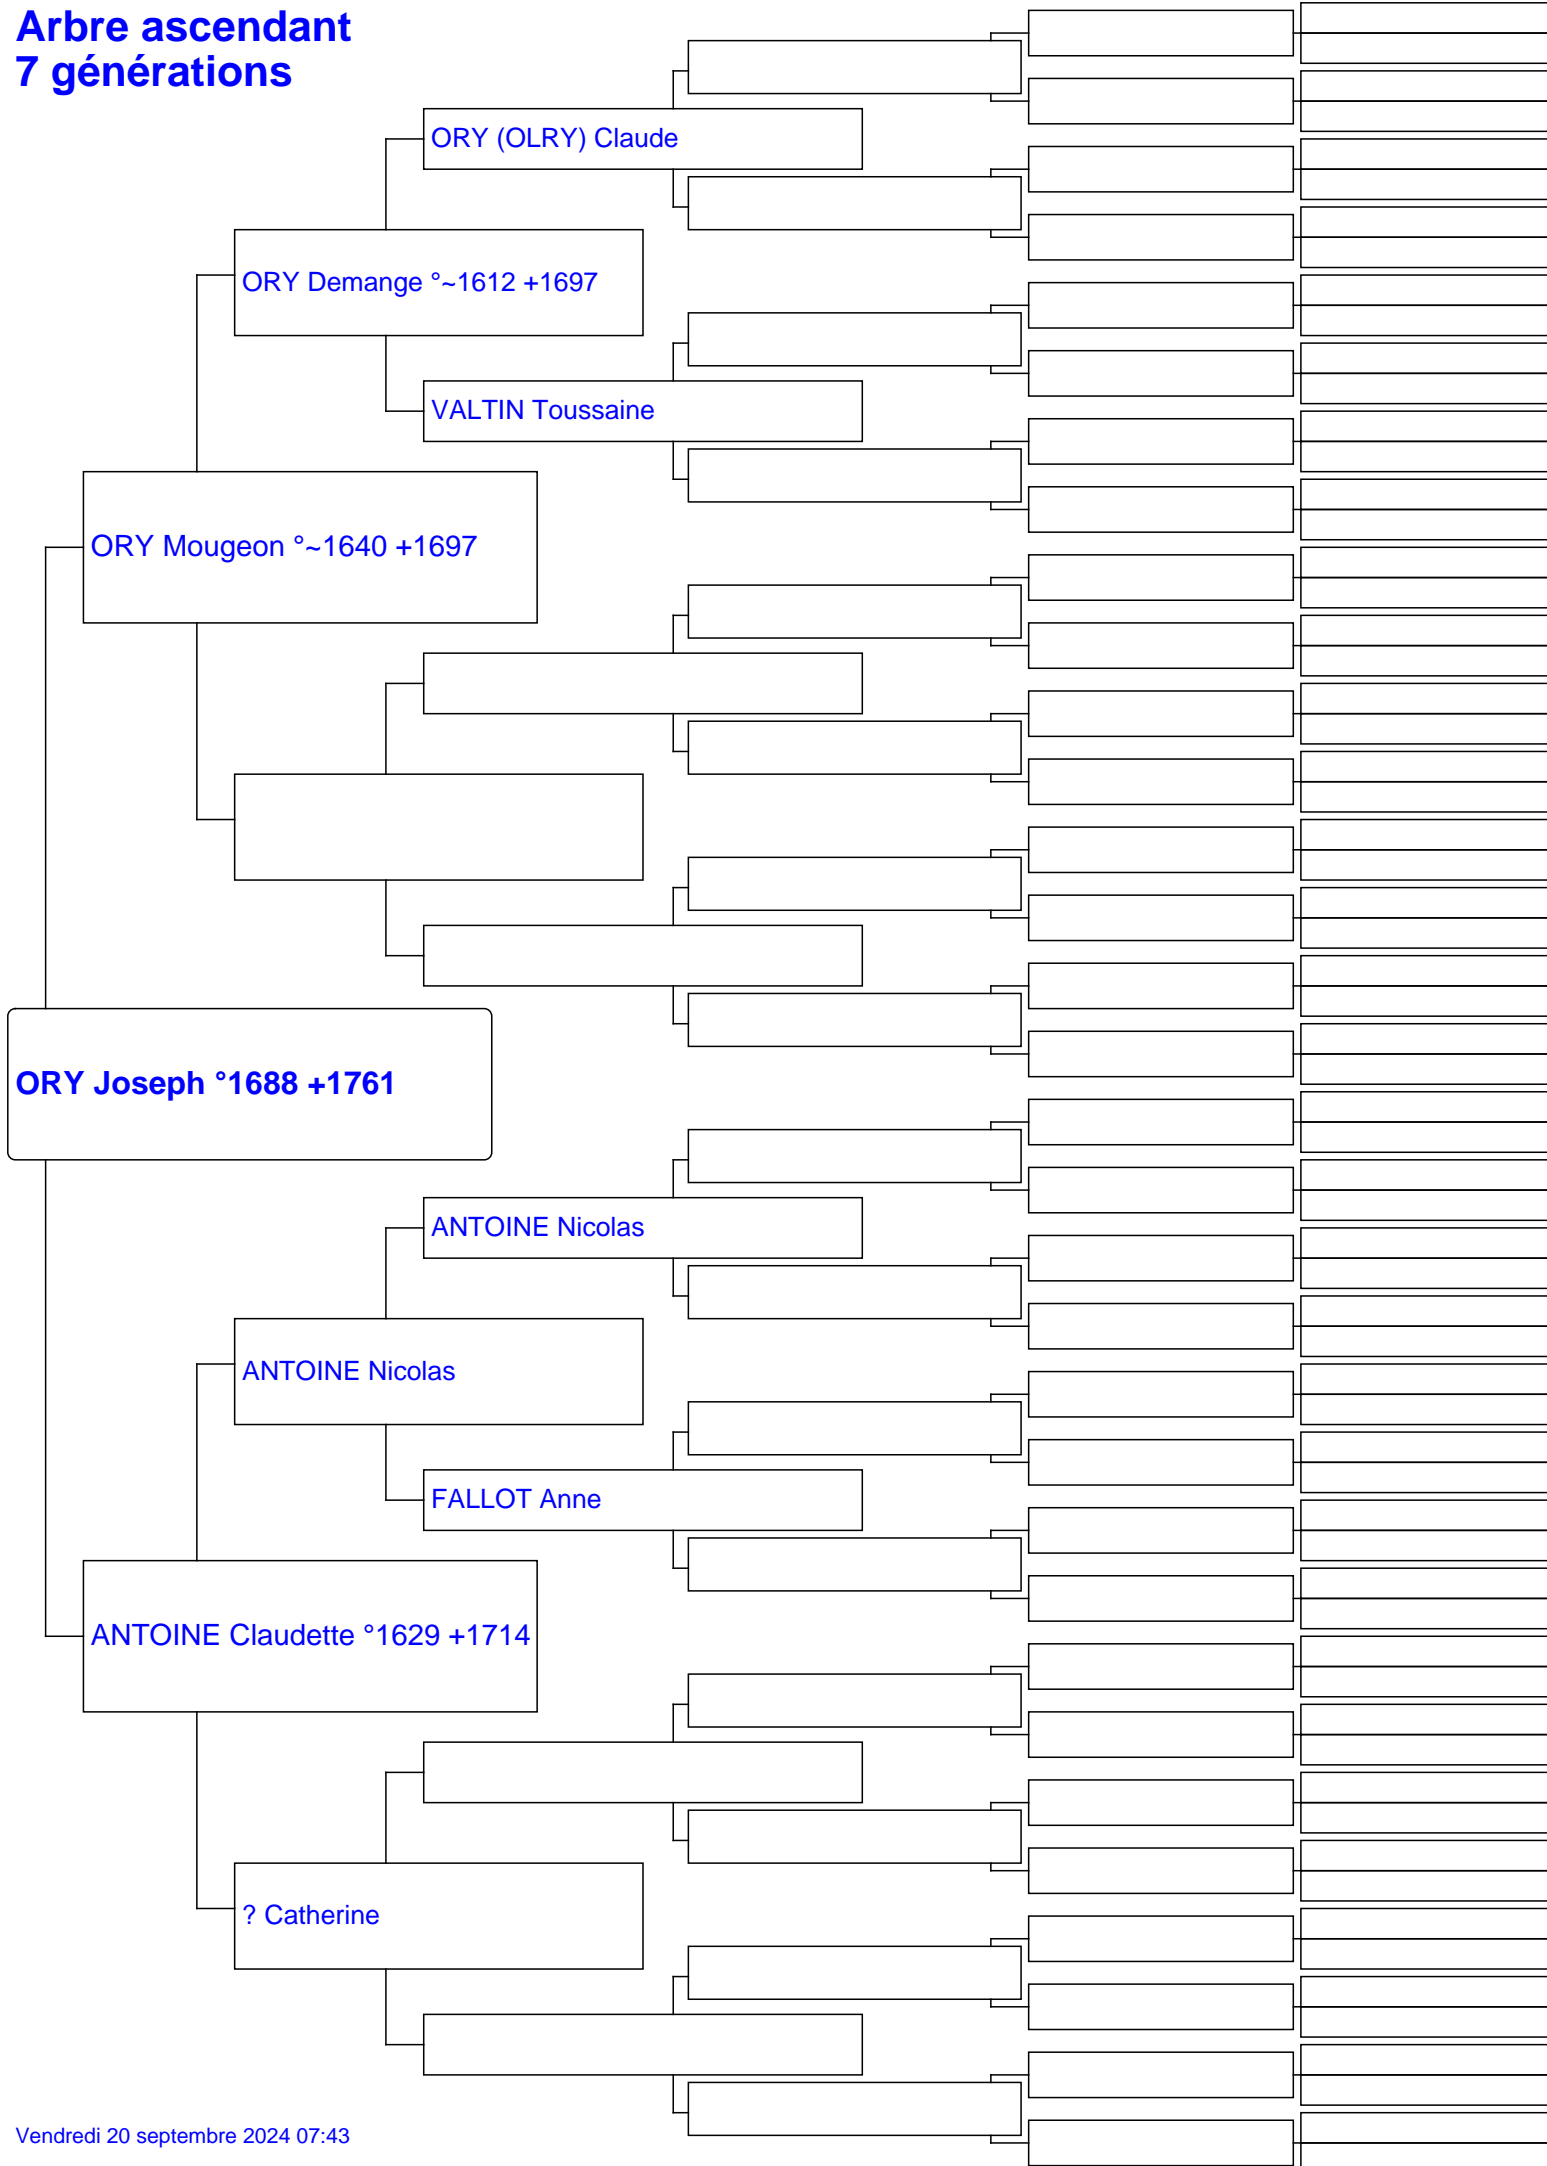 Arbre ascendant
7 générations
ORY (OLRY) Claude
ORY Demange °~1612 +1697
VALTIN Toussaine
ORY Mougeon °~1640 +1697
ORY Joseph °1688 +1761
ANTOINE Nicolas
ANTOINE Nicolas
FALLOT Anne
ANTOINE Claudette °1629 +1714
? Catherine
Vendredi 20 septembre 2024 07:43